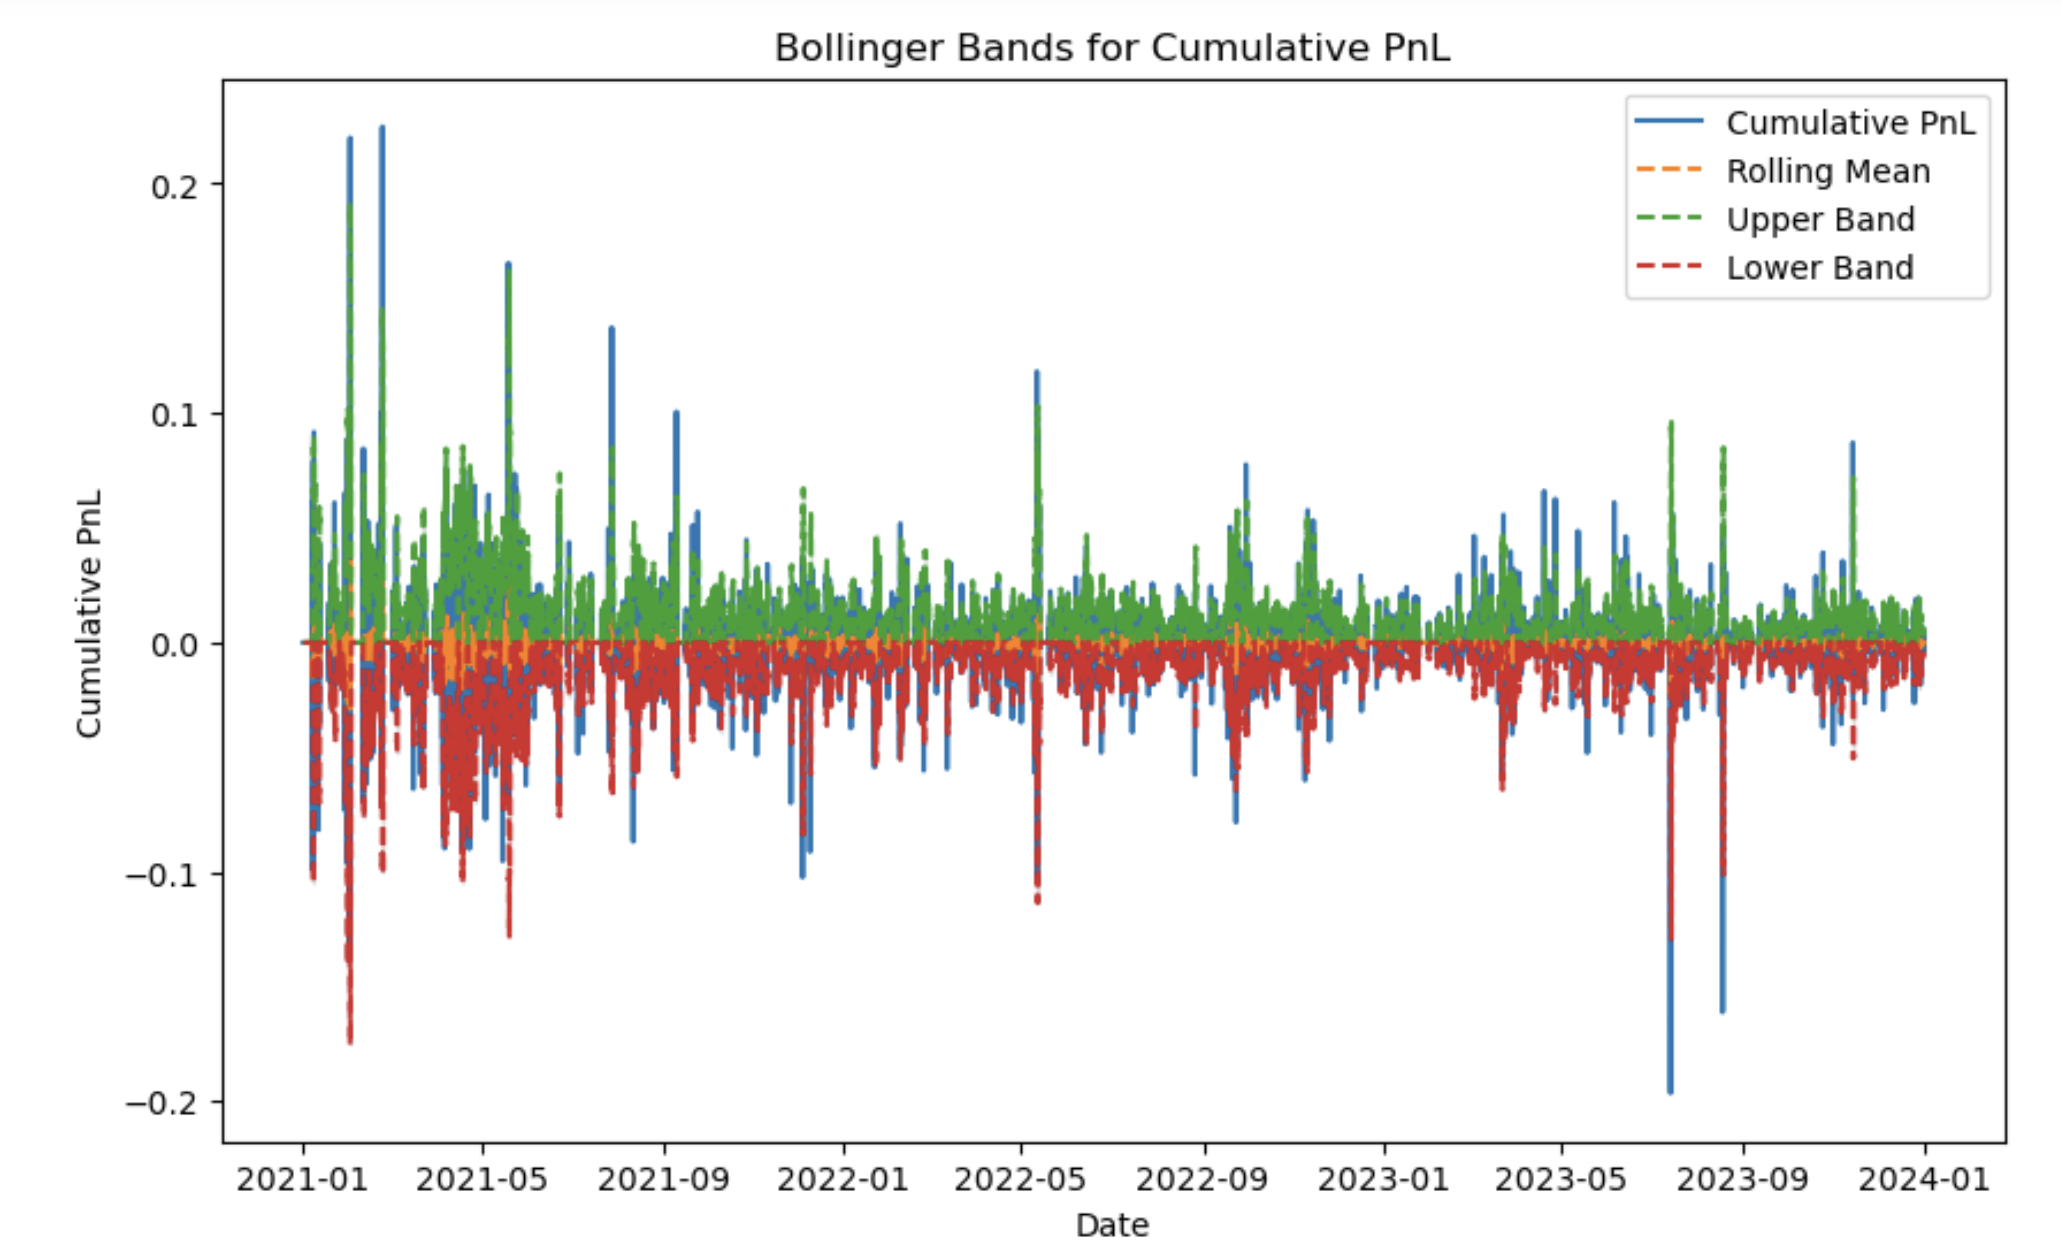 Bollinger Bands for Cumulative PnL
Cumulative PnL
Rolling Mean
Upper Band
Lower Band
Cumulative PnL
0.2
0.1
0.0
−0.1
−0.2
2021-01 2021-05 2021-09 2022-01 2022-05 2022-09 2023-01 2023-05 2023-09 2024-01
Date